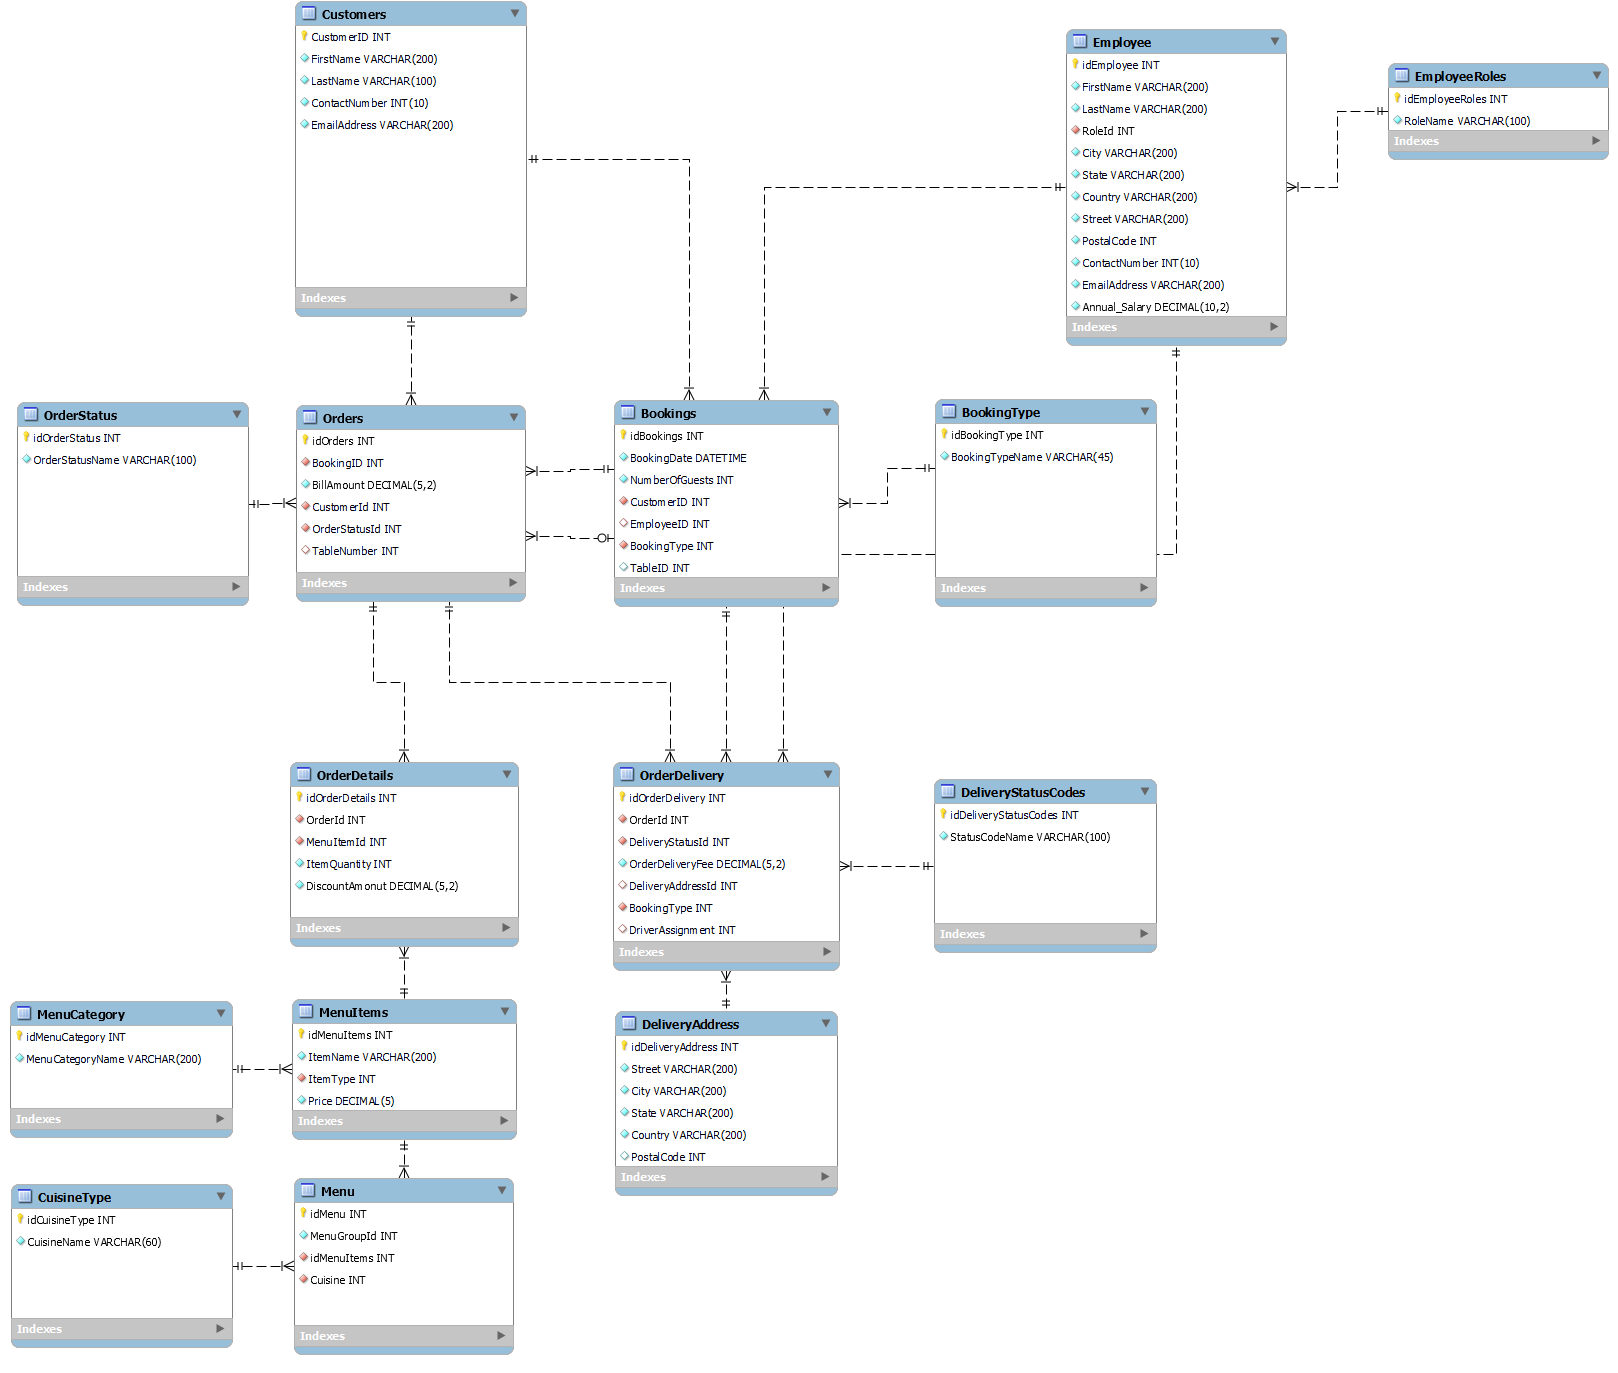 Customers
CustomerID INT
FirstName VARCHAR(200)
LastName VARCHAR(100)
ContactNumber INT(10)
EmailAddress VARCHAR(200)
Indexes
Employee
idEmployee INT
FirstName VARCHAR(200)
LastName VARCHAR(200)
RoleId INT
City VARCHAR(200)
State VARCHAR(200)
Country VARCHAR(200)
Street VARCHAR(200)
PostalCode INT
ContactNumber INT(10)
EmailAddress VARCHAR(200)
Annual_Salary DECIMAL(10,2)
Indexes
EmployeeRoles
idEmployeeRoles INT
RoleName VARCHAR(100)
Indexes
OrderStatus
idOrderStatus INT
OrderStatusName VARCHAR(100)
Indexes
Orders
idOrders INT
BookingID INT
BillAmount DECIMAL(5,2)
CustomerId INT
OrderStatusId INT
TableNumber INT
Indexes
Bookings
idBookings INT
BookingDate DATETIME
NumberOfGuests INT
CustomerID INT
EmployeeID INT
BookingType INT
TableID INT
Indexes
BookingType
idBookingType INT
BookingTypeName VARCHAR(45)
Indexes
OrderDetails
idOrderDetails INT
OrderId INT
MenuItemId INT
ItemQuantity INT
DiscountAmonut DECIMAL(5,2)
Indexes
OrderDelivery
idOrderDelivery INT
OrderId INT
DeliveryStatusId INT
OrderDeliveryFee DECIMAL(5,2)
DeliveryAddressId INT
BookingType INT
DriverAssignment INT
Indexes
DeliveryStatusCodes
idDeliveryStatusCodes INT
StatusCodeName VARCHAR(100)
Indexes
MenuCategory
idMenuCategory INT
MenuCategoryName VARCHAR(200)
Indexes
MenuItems
idMenuItems INT
ItemName VARCHAR(200)
ItemType INT
Price DECIMAL(5)
Indexes
DeliveryAddress
idDeliveryAddress INT
Street VARCHAR(200)
City VARCHAR(200)
State VARCHAR(200)
Country VARCHAR(200)
PostalCode INT
Indexes
CuisineType
idCuisineType INT
CuisineName VARCHAR(60)
Indexes
Menu
idMenu INT
MenuGroupId INT
idMenuItems INT
Cuisine INT
Indexes